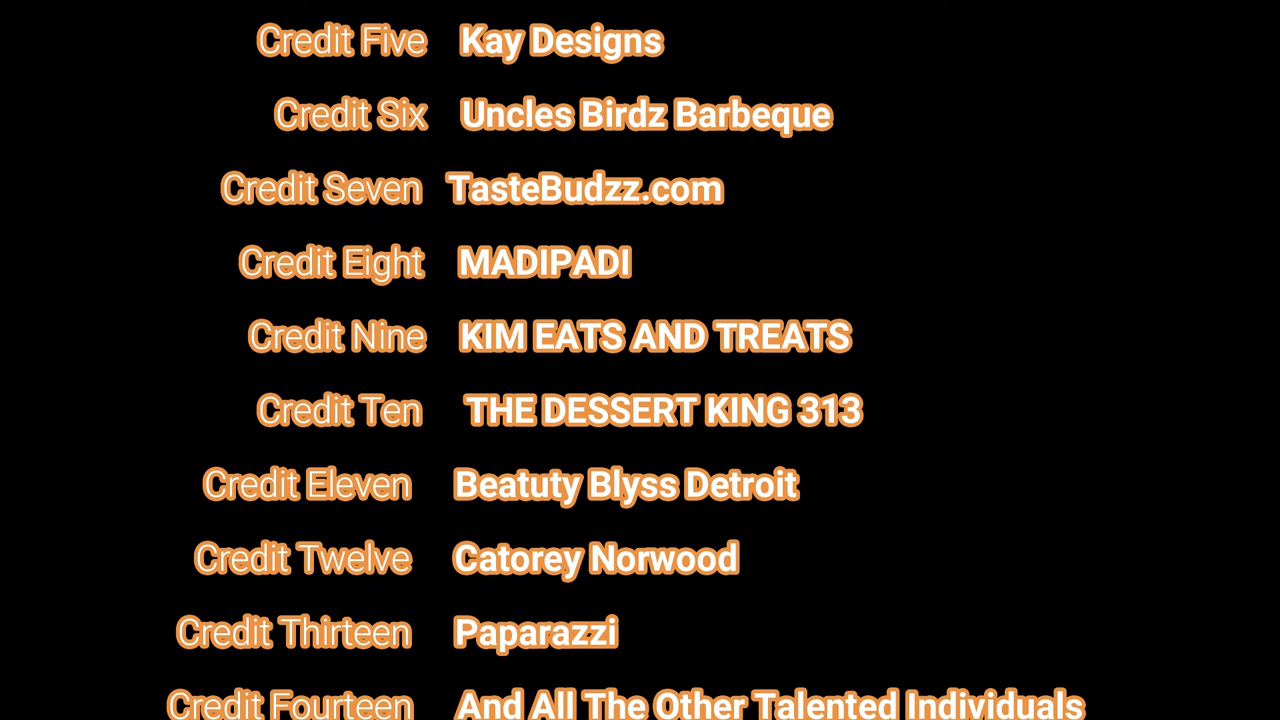 Credit Five Kay Designs
Credit Six Uncles Birdz Barbeque
Credit Seven TasteBudzz.com
Credit Eight MADIPADI
Credit Nine KIM EATS AND TREATS
Credit Ten THE DESSERT KING 313
Credit Eleven Beatuty Blyss Detroit
Credit Twelve Catorey Norwood
Credit Thirteen Paparazzi
Credit Fourteen And All The Other Talented Individuals